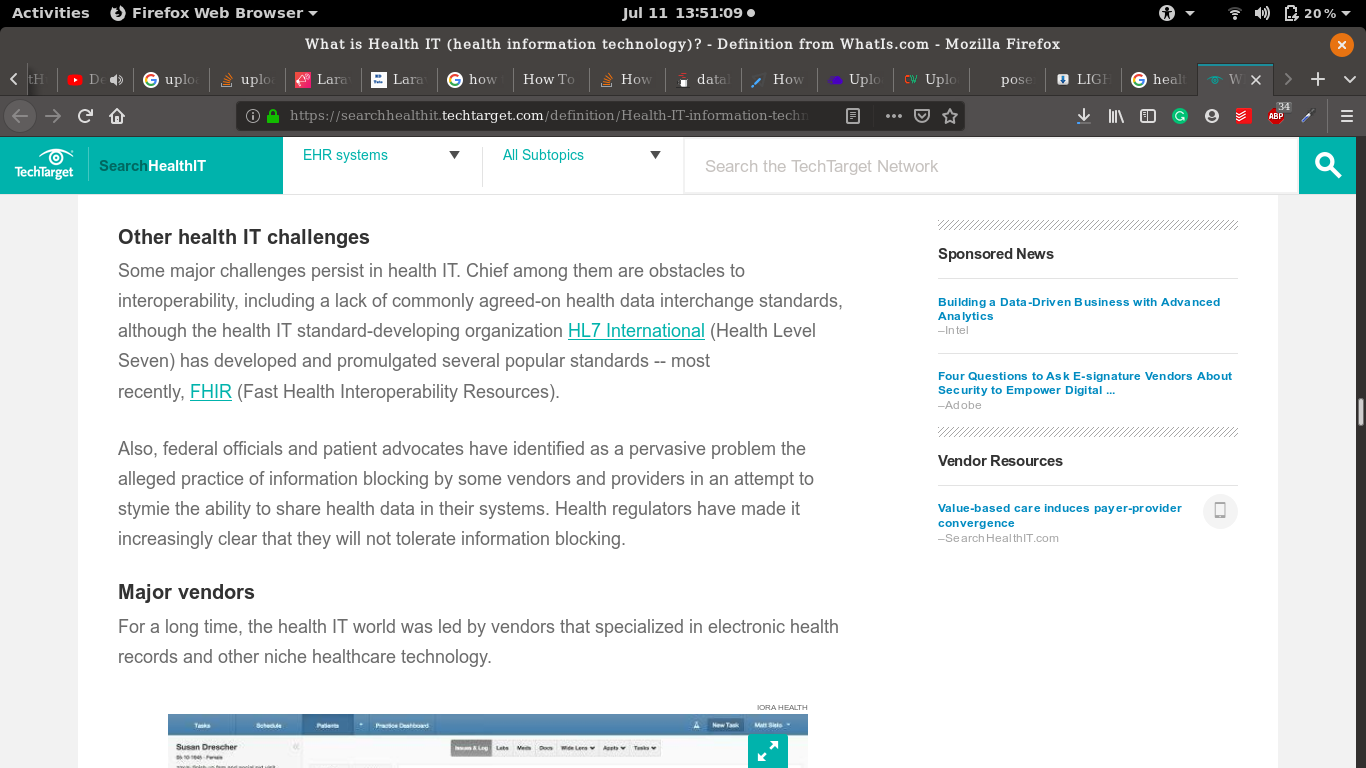 Activities Firefox Web Browser Jul 11 13:51:09 20 %
What is Health IT (health information technology)? - Definition from WhatIs.com - Mozilla Firefox
De uplo uplo Larav Larav how How To How data How Uplo Uplo pose LIGH healt W
https://searchhealthit.techtarget.com/definition/Health-IT-information-techn 34 ABP
TechTarget SearchHealthIT EHR systems All Subtopics Search the TechTarget Network
Other health IT challenges
Some major challenges persist in health IT. Chief among them are obstacles to
interoperability, including a lack of commonly agreed-on health data interchange standards,
although the health IT standard-developing organization HL7 International (Health Level
Seven) has developed and promulgated several popular standards -- most
recently, FHIR (Fast Health Interoperability Resources).
Also, federal officials and patient advocates have identified as a pervasive problem the
alleged practice of information blocking by some vendors and providers in an attempt to
stymie the ability to share health data in their systems. Health regulators have made it
increasingly clear that they will not tolerate information blocking.
Major vendors
For a long time, the health IT world was led by vendors that specialized in electronic health
records and other niche healthcare technology.
IORA HEALTH
Tasks Schedule Patients Practice Dashboard New Task Matt Sleto
Susan Drescher
Issues & Log Labs Meds Docs Wide Lens Appts Tasks
05-10-1945 - Female
Sponsored News
Building a Data-Driven Business with Advanced
Analytics
–Intel
Four Questions to Ask E-signature Vendors About
Security to Empower Digital ...
–Adobe
Vendor Resources
Value-based care induces payer-provider
convergence
–SearchHealthIT.com